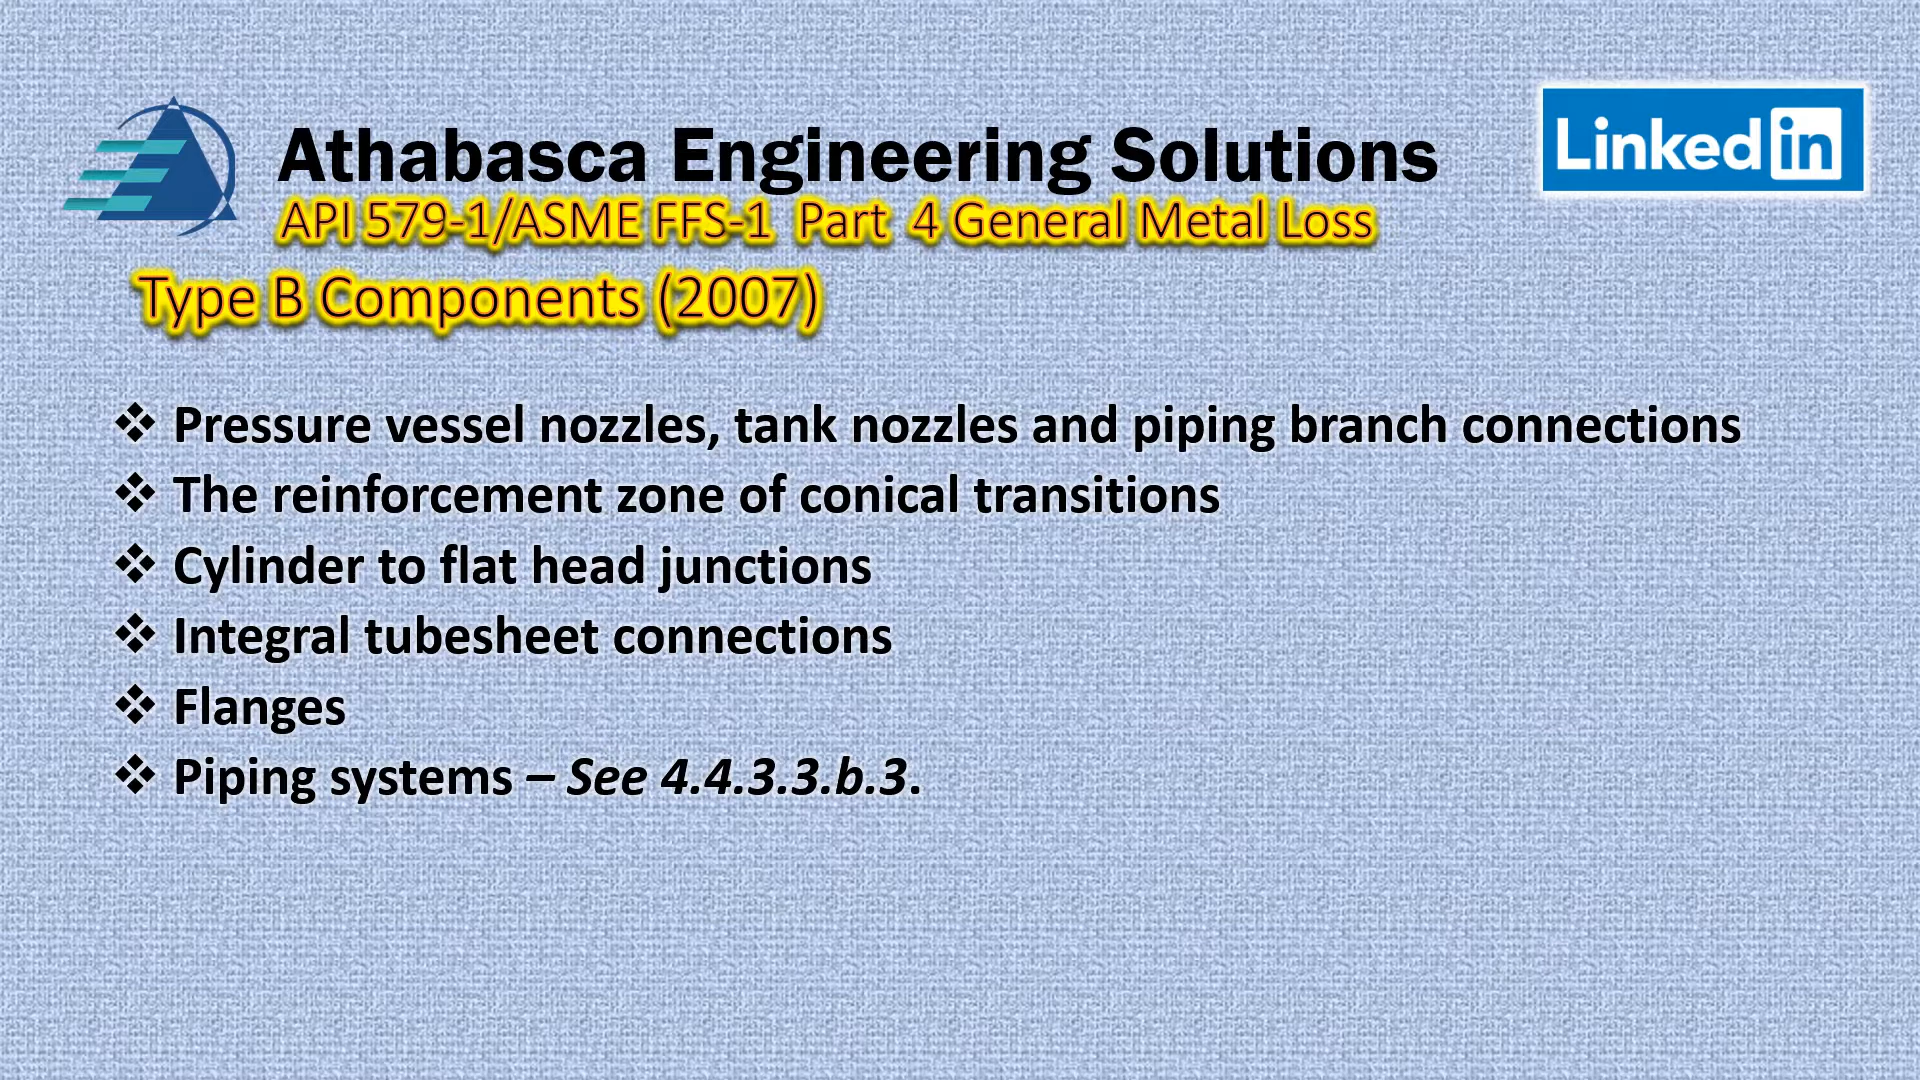 Athabasca Engineering Solutions
Linked in
API 579-1/ASME FFS-1 Part 4 General Metal Loss
Type B Components (2007)
❖ Pressure vessel nozzles, tank nozzles and piping branch connections
❖ The reinforcement zone of conical transitions
❖ Cylinder to flat head junctions
❖ Integral tubesheet connections
❖ Flanges
❖ Piping systems – See 4.4.3.3.b.3.